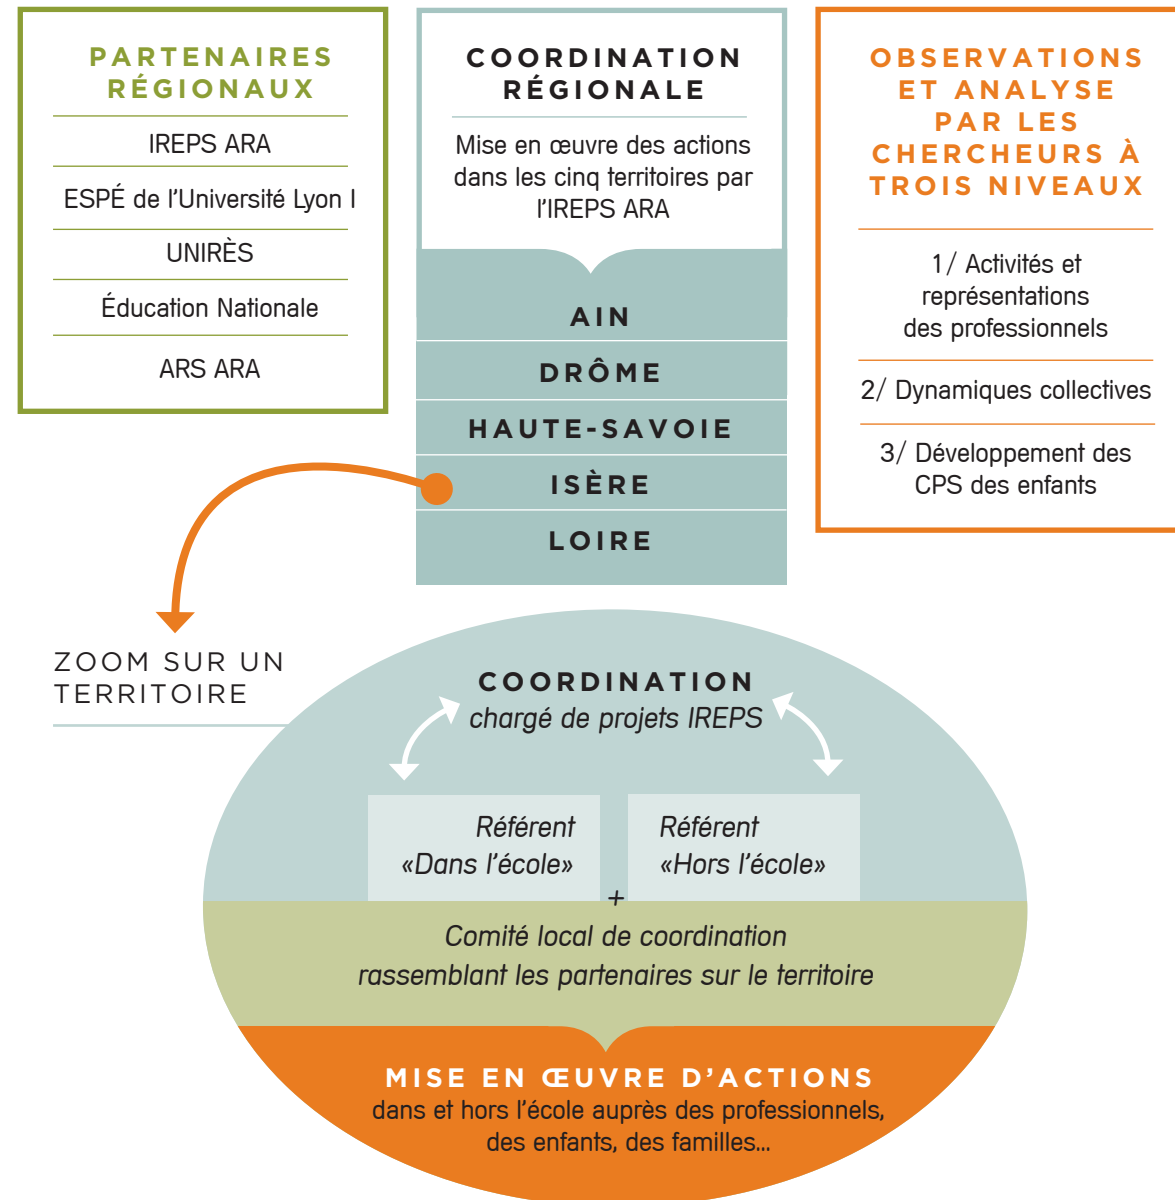 PARTENAIRES
RÉGIONAUX
IREPS ARA
ESPÉ de l'Université Lyon I
UNIRÈS
Éducation Nationale
ARS ARA
COORDINATION
RÉGIONALE
Mise en œuvre des actions
dans les cinq territoires par
l'IREPS ARA
AIN
DRÔME
HAUTE-SAVOIE
ISÈRE
LOIRE
OBSERVATIONS
ET ANALYSE
PAR LES
CHERCHEURS À
TROIS NIVEAUX
1/ Activités et
représentations
des professionnels
2/ Dynamiques collectives
3/ Développement des
CPS des enfants
ZOOM SUR UN
TERRITOIRE
COORDINATION
chargé de projets IREPS
Référent
«Dans l'école»
Référent
«Hors l'école»
+
Comité local de coordination
rassemblant les partenaires sur le territoire
MISE EN ŒUVRE D'ACTIONS
dans et hors l'école auprès des professionnels,
des enfants, des familles...